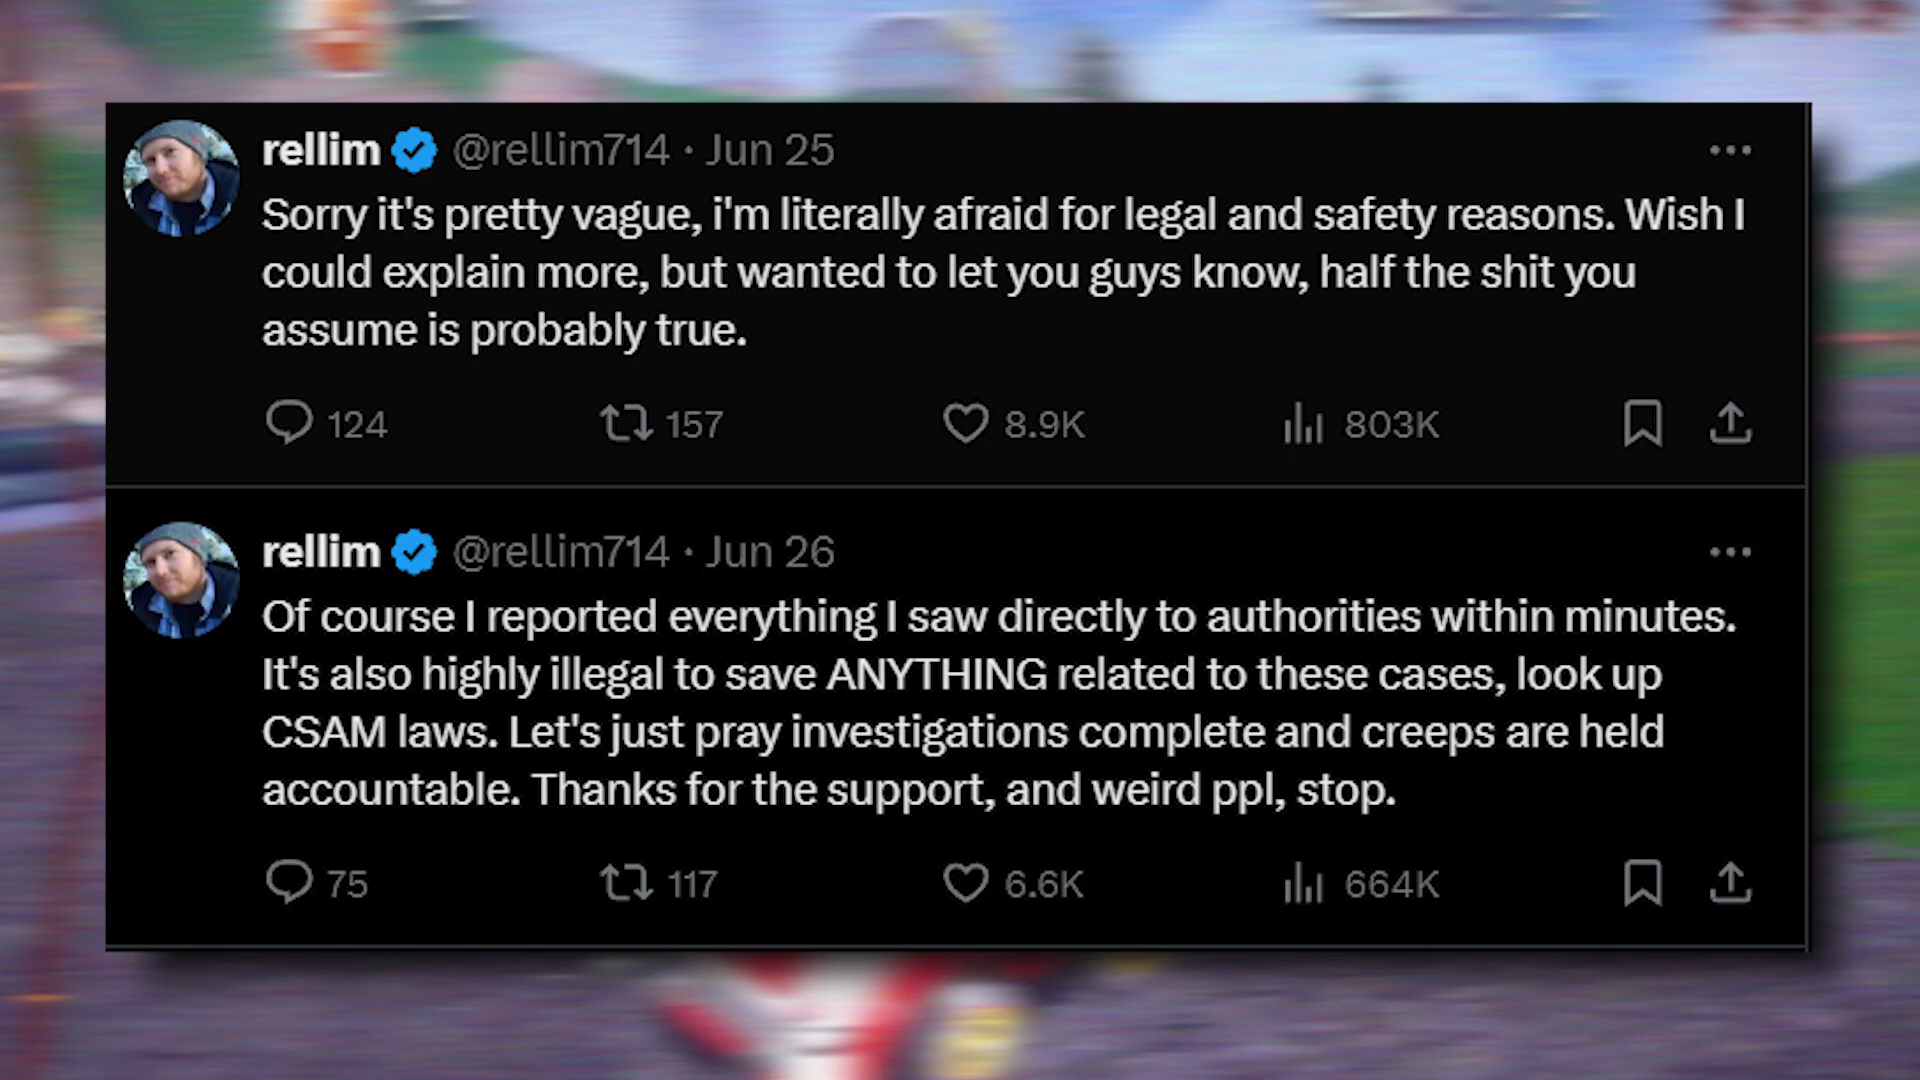 rellim @rellim714 · Jun 25
Sorry it's pretty vague, i'm literally afraid for legal and safety reasons. Wish I
could explain more, but wanted to let you guys know, half the shit you
assume is probably true.
124 157 8.9K 803K
rellim @rellim714 · Jun 26
Of course I reported everything I saw directly to authorities within minutes.
It's also highly illegal to save ANYTHING related to these cases, look up
CSAM laws. Let's just pray investigations complete and creeps are held
accountable. Thanks for the support, and weird ppl, stop.
75 117 6.6K 664K